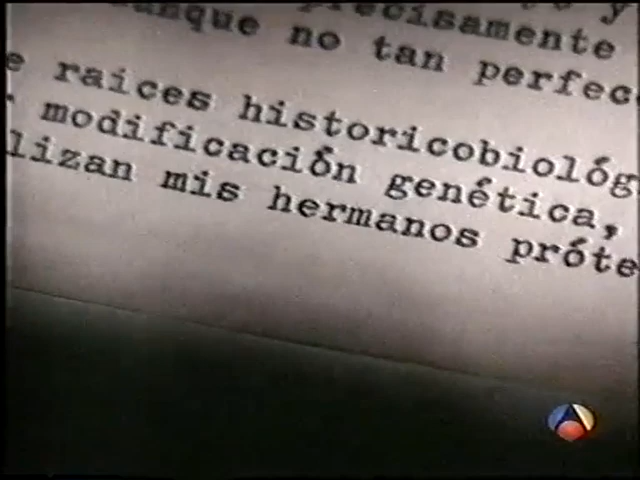 precisamente
aunque no tan perfec
e raices historicobiológ
modificación genética,
lizan mis hermanos próte